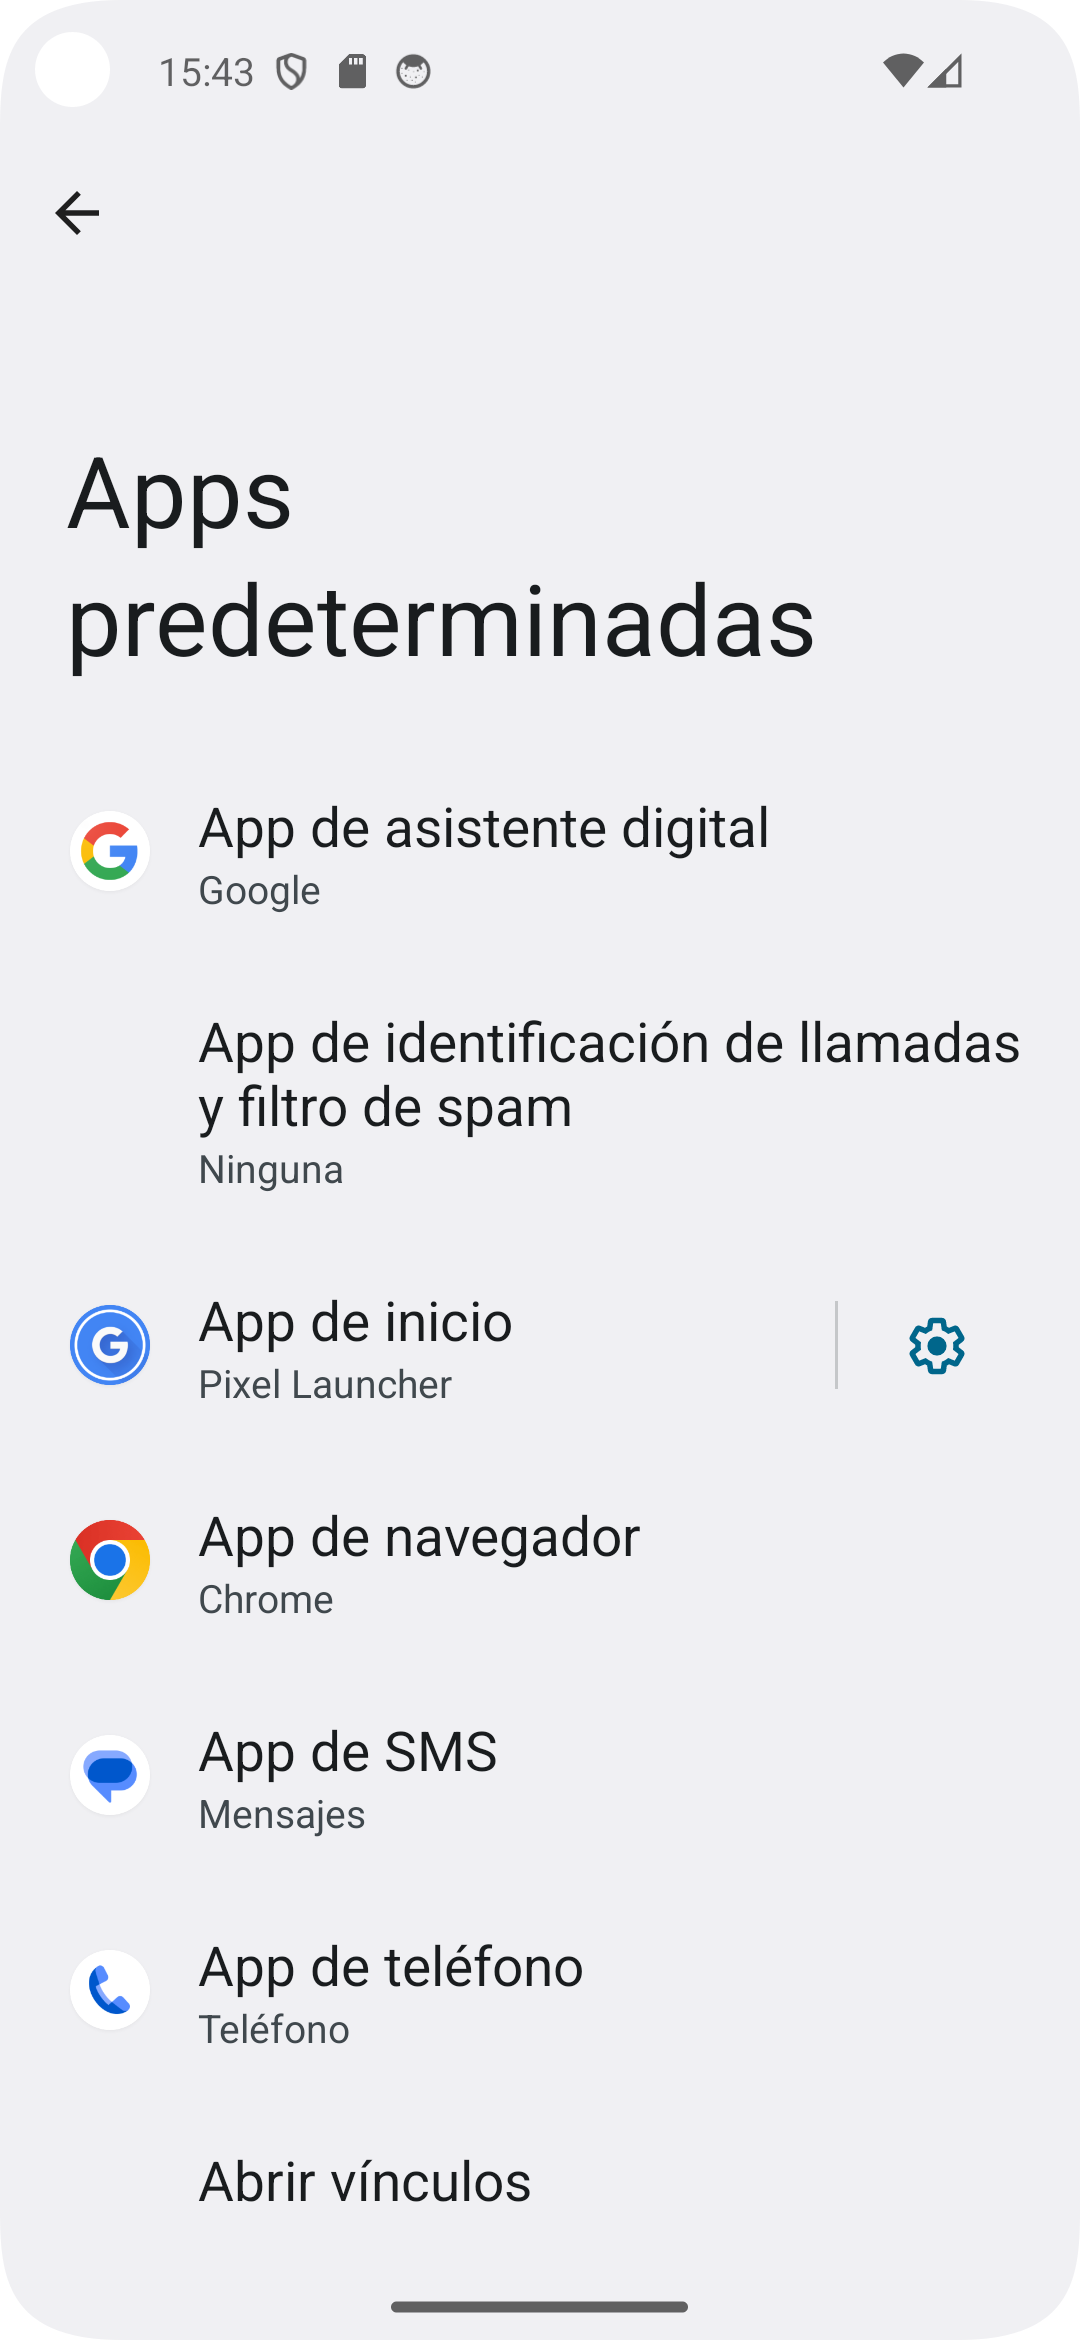 15:43
Apps
predeterminadas
App de asistente digital
Google
App de identificación de llamadas
y filtro de spam
Ninguna
App de inicio
Pixel Launcher
App de navegador
Chrome
App de SMS
Mensajes
App de teléfono
Teléfono
Abrir vínculos